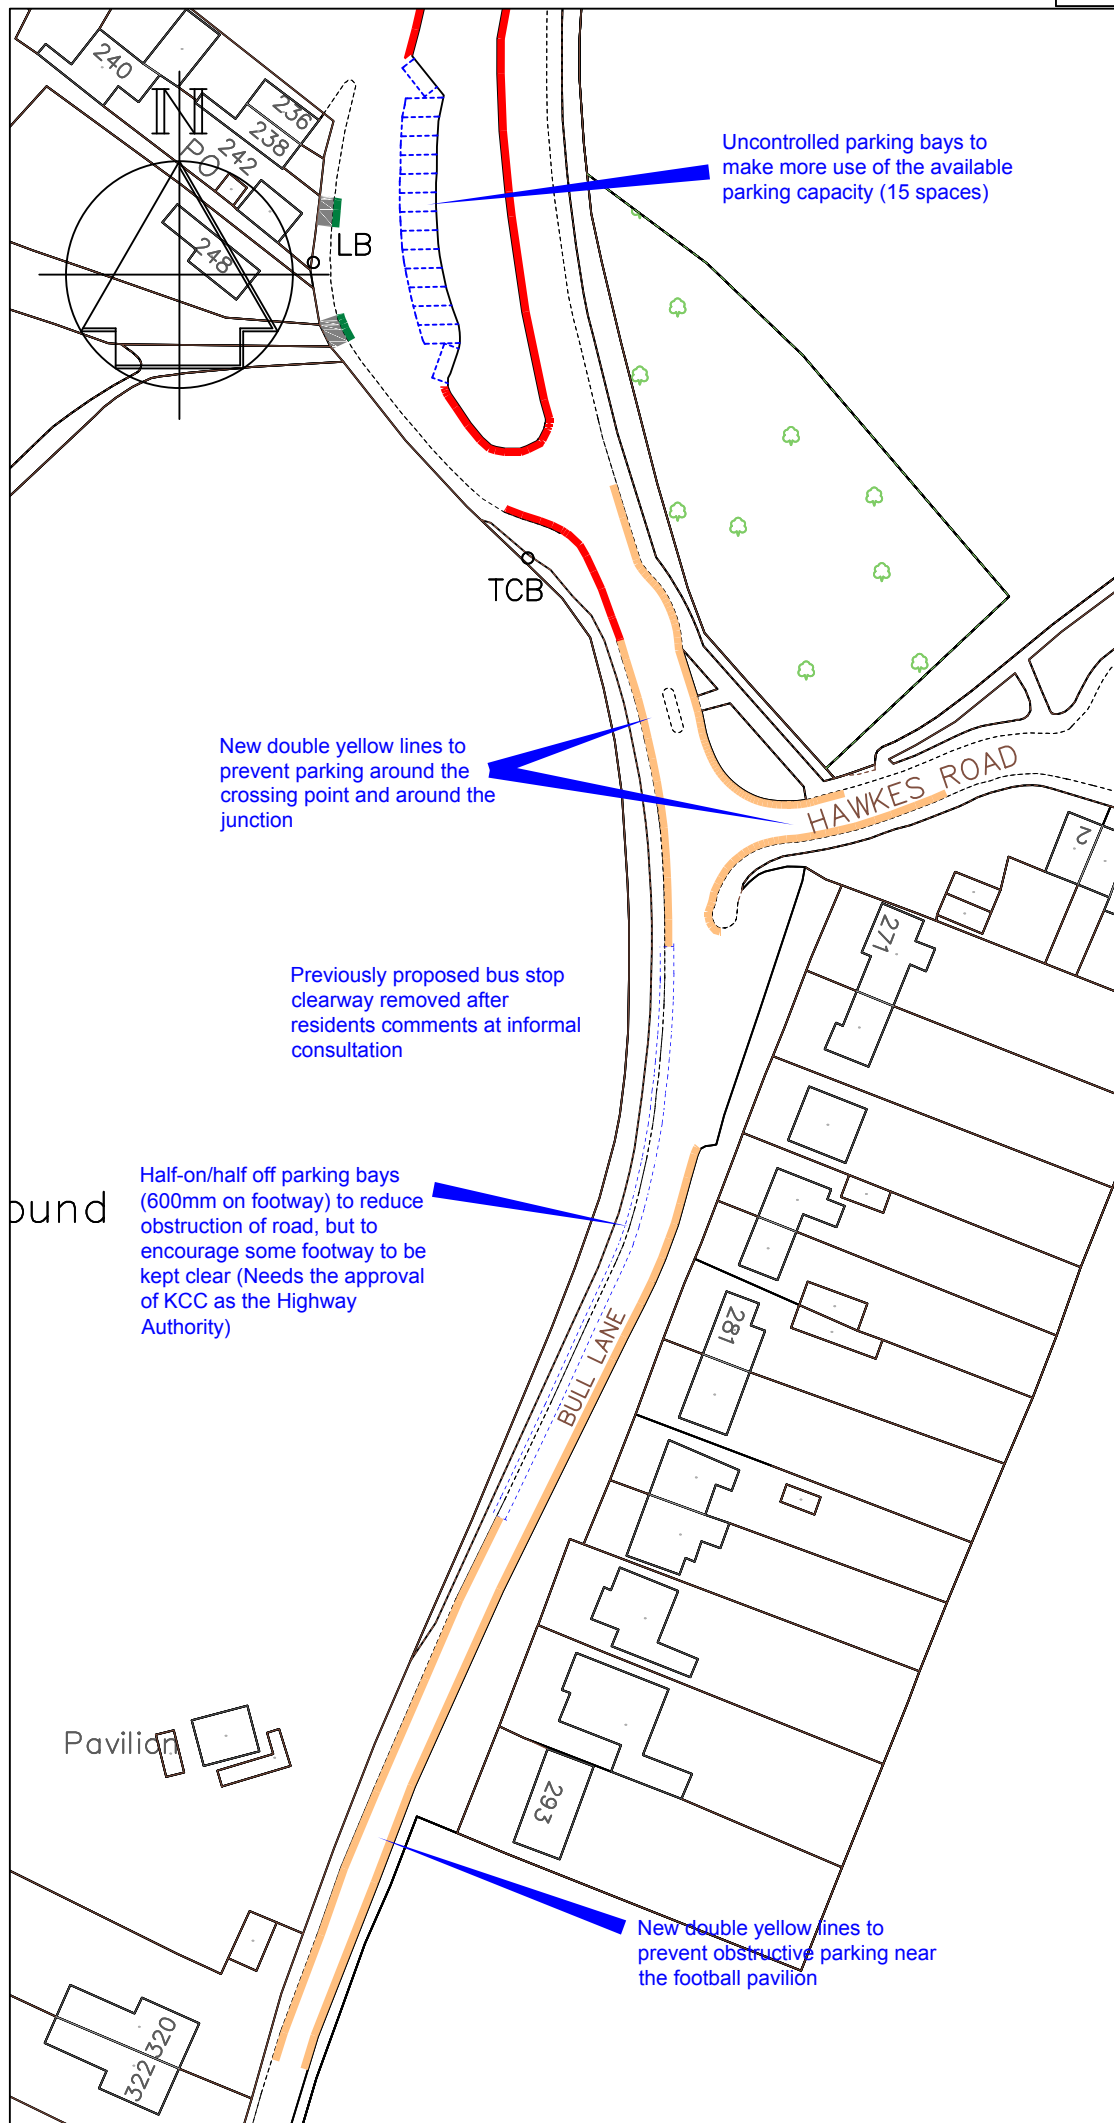 240
236
238
242
PO
N
248
LB
Uncontrolled parking bays to
make more use of the available
parking capacity (15 spaces)
TCB
New double yellow lines to
prevent parking around the
crossing point and around the
junction
HAWKES ROAD
2
271
Previously proposed bus stop
clearway removed after
residents comments at informal
consultation
Half-on/half off parking bays
(600mm on footway) to reduce
obstruction of road, but to
encourage some footway to be
kept clear (Needs the approval
of KCC as the Highway
Authority)
ound
281
BULL LANE
Pavilion
293
New double yellow lines to
prevent obstructive parking near
the football pavilion
320
322